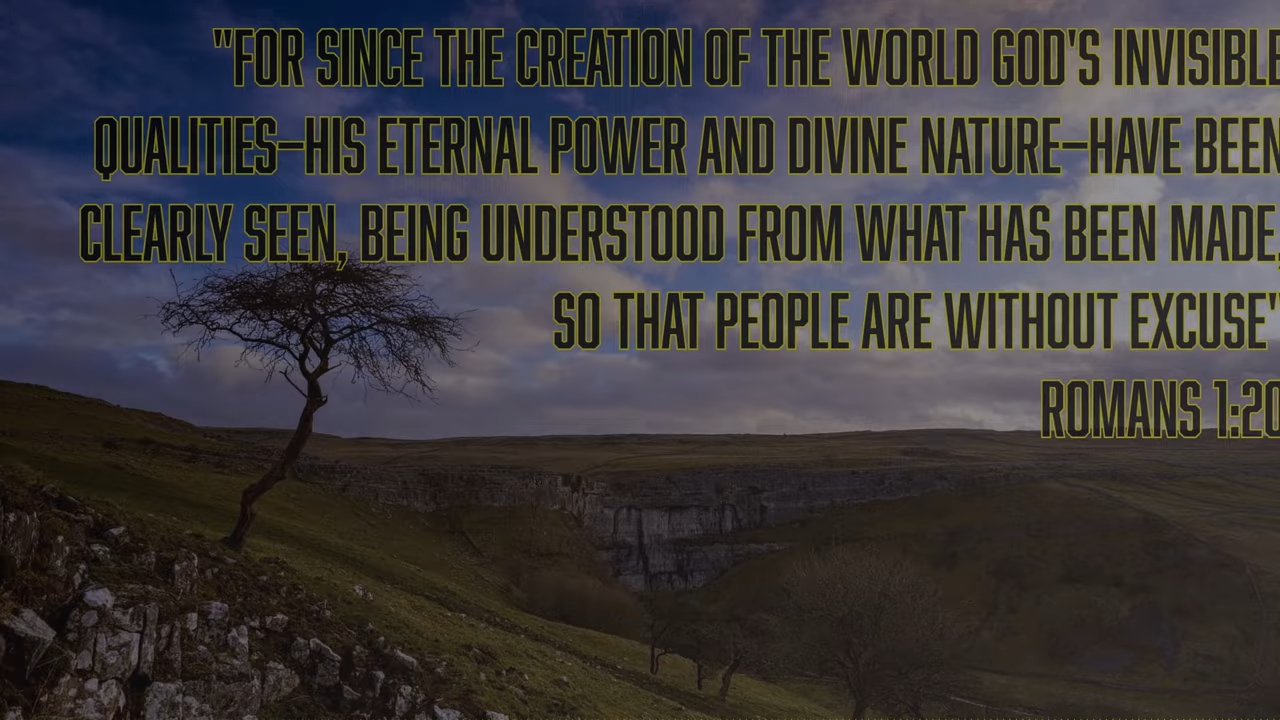 "FOR SINCE THE CREATION OF THE WORLD GOD'S INVISIBLE
QUALITIES—HIS ETERNAL POWER AND DIVINE NATURE—HAVE BEEN
CLEARLY SEEN, BEING UNDERSTOOD FROM WHAT HAS BEEN MADE,
SO THAT PEOPLE ARE WITHOUT EXCUSE"
ROMANS 1:20